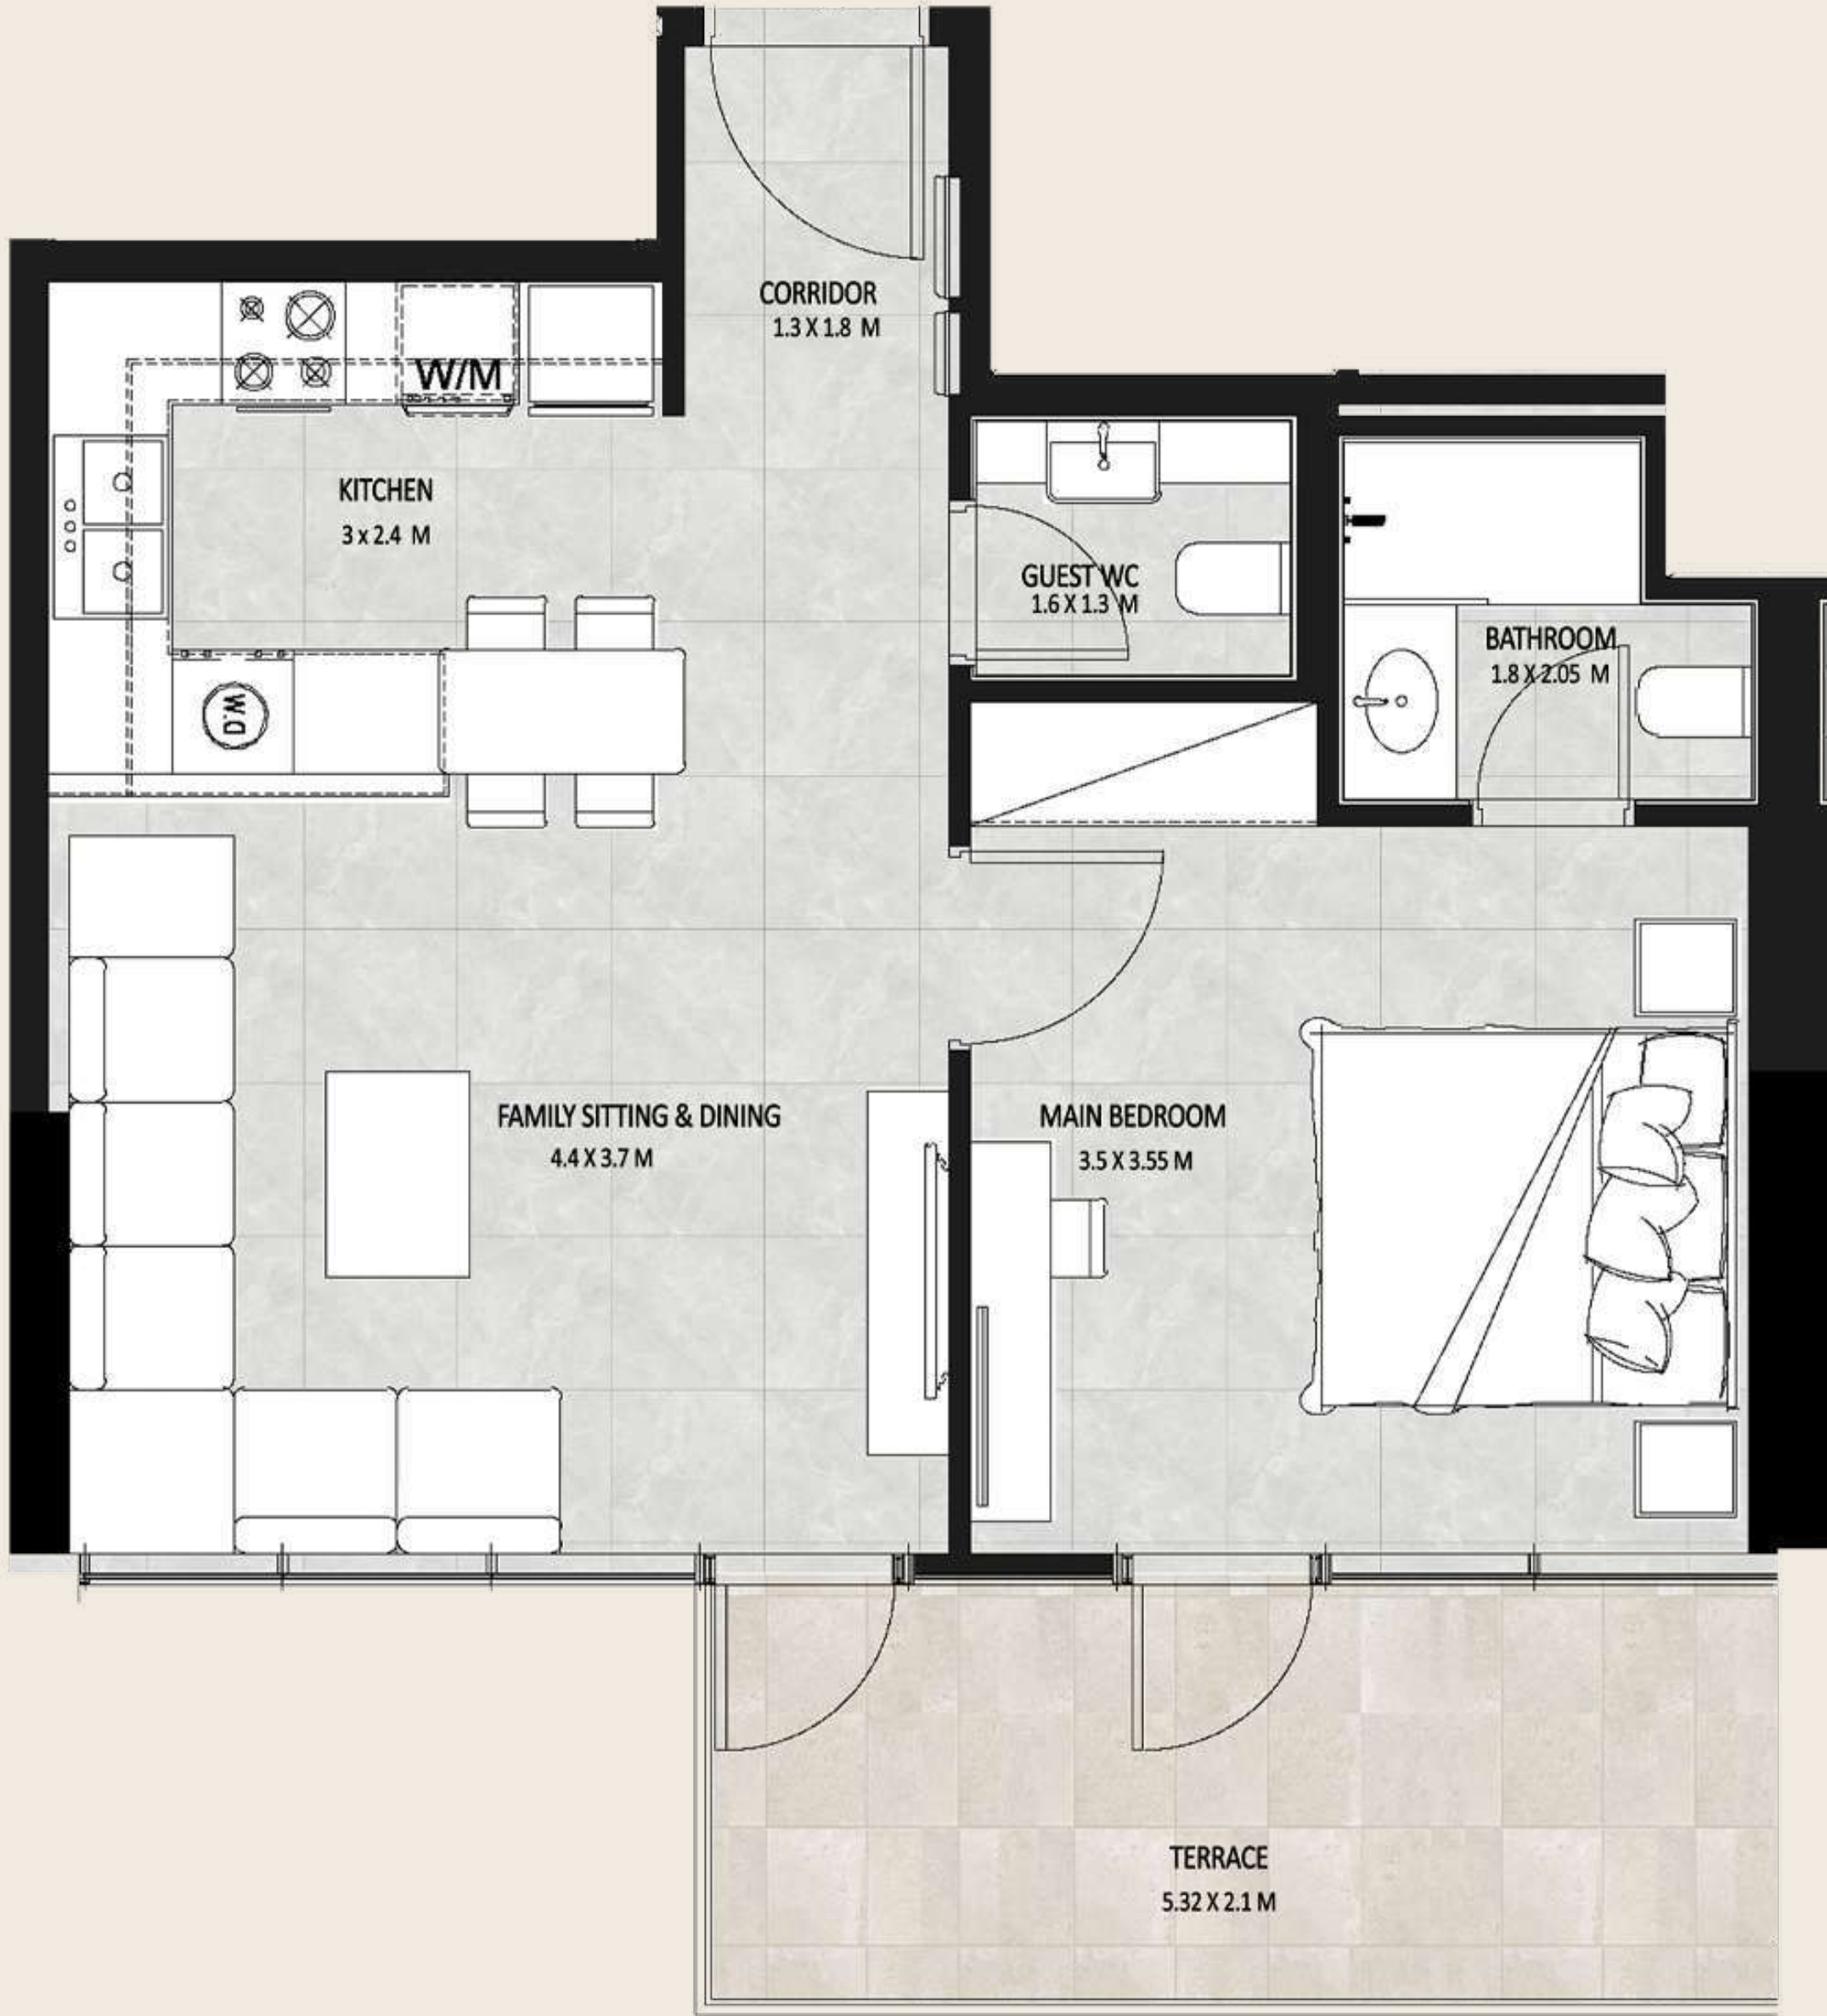 CORRIDOR
1.3 X 1.8 M
W/M
KITCHEN
3 x 2.4 M
GUEST WC
1.6 X 1.3 M
BATHROOM
1.8 X 2.05 M
W.D
FAMILY SITTING & DINING
4.4 X 3.7 M
MAIN BEDROOM
3.5 X 3.55 M
TERRACE
5.32 X 2.1 M